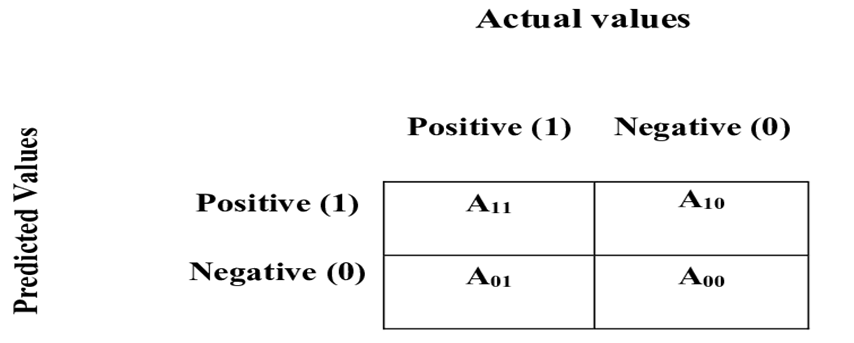 Actual values
Predicted Values
Positive (1) Negative (0)
Positive (1) A₁₁ A₁₀
Negative (0) A₀₁ A₀₀